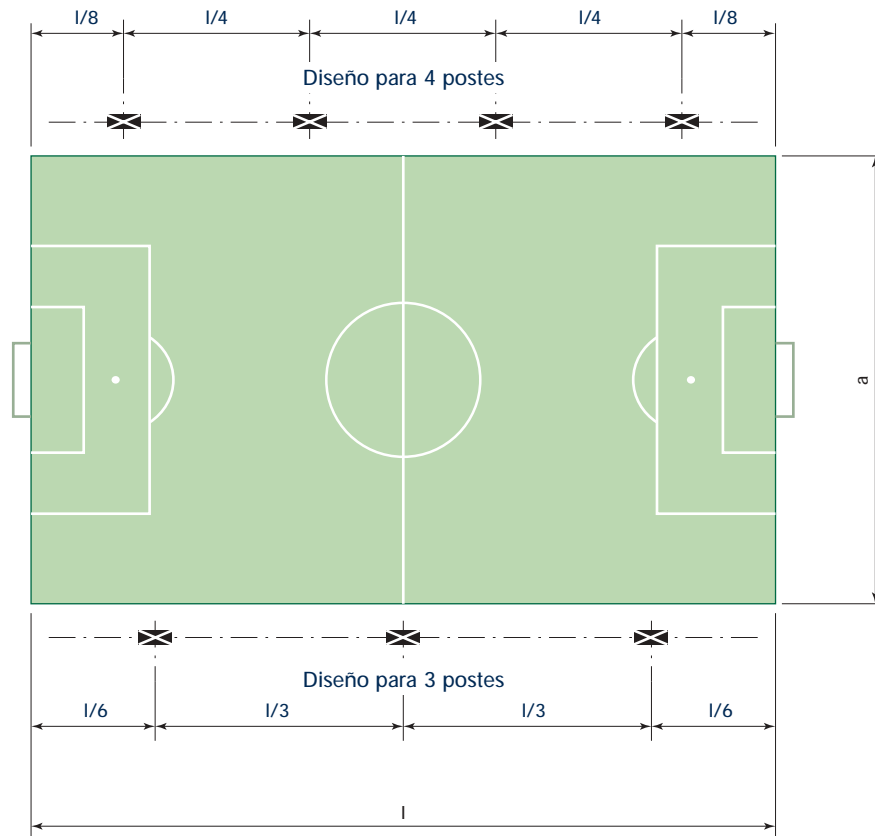 l/8 l/4 l/4 l/4 l/8
Diseño para 4 postes
a
Diseño para 3 postes
l/6 l/3 l/3 l/6
l